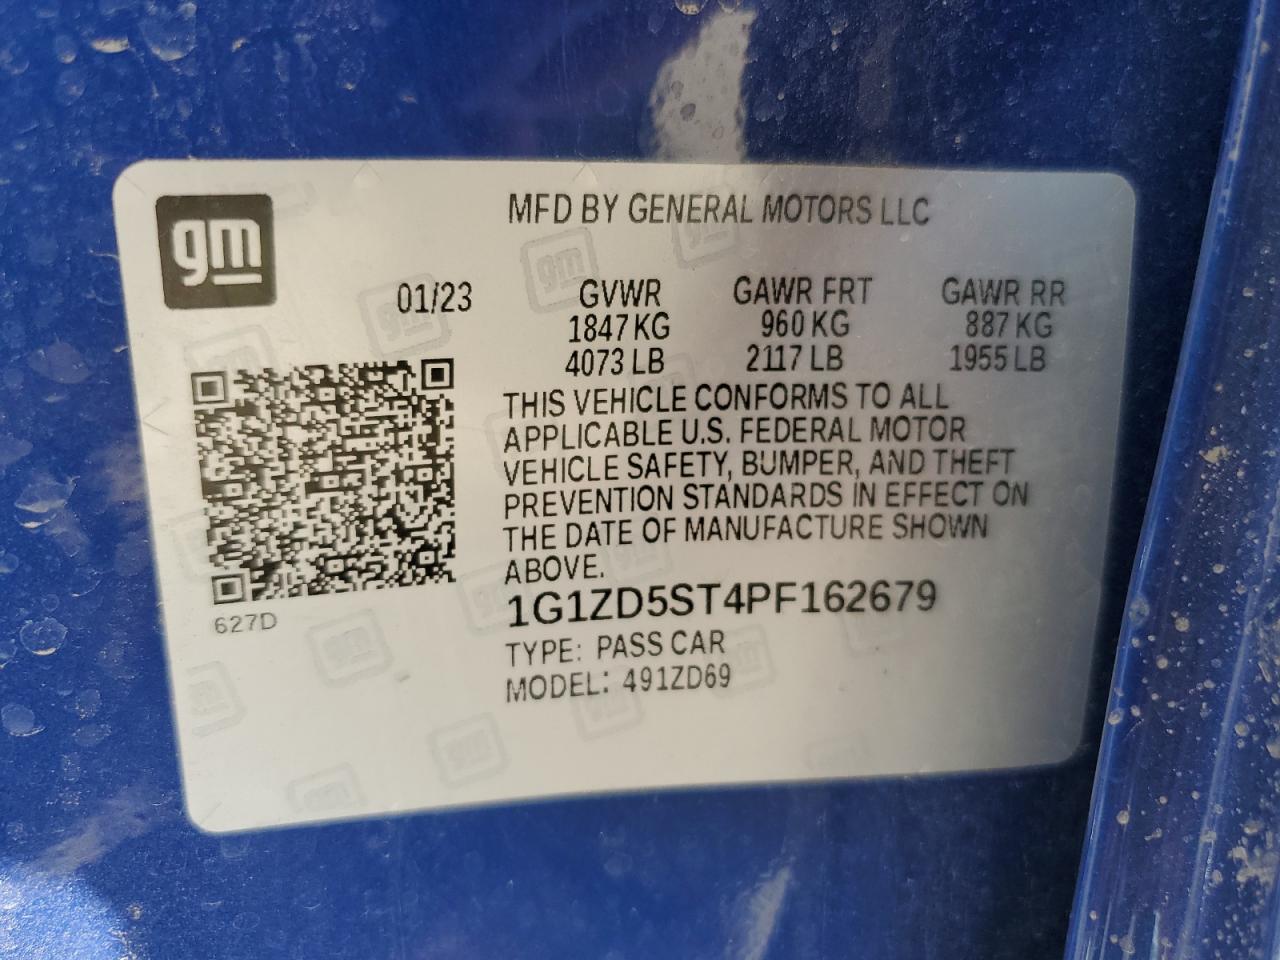 gm
MFD BY GENERAL MOTORS LLC
01/23 GVWR GAWR FRT GAWR RR
1847 KG 960 KG 887 KG
4073 LB 2117 LB 1955 LB
THIS VEHICLE CONFORMS TO ALL
APPLICABLE U.S. FEDERAL MOTOR
VEHICLE SAFETY, BUMPER, AND THEFT
PREVENTION STANDARDS IN EFFECT ON
THE DATE OF MANUFACTURE SHOWN
ABOVE.
1G1ZD5ST4PF162679
627D
TYPE: PASS CAR
MODEL: 491ZD69